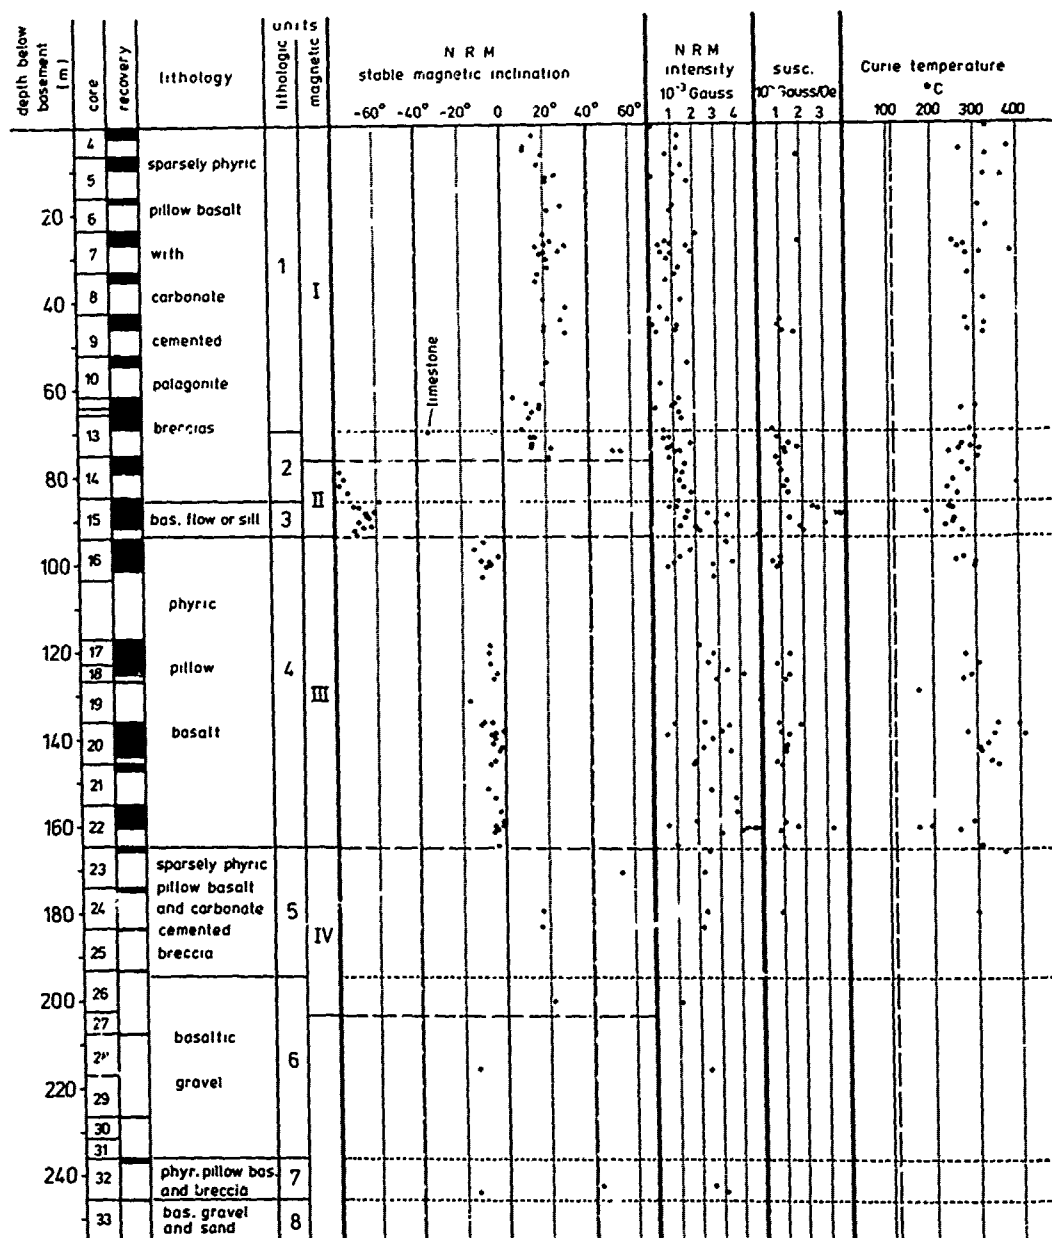 depth below
basement
[m]
core
recovery
lithology
units
lithologic
magnetic
N R M
stable magnetic inclination
-60° -40° -20° 0 20° 40° 60°
N R M
intensity
10⁻³ Gauss
1 2 3 4
susc.
Gauss/Oe
1 2 3
Curie temperature
°C
100 200 300 400
20
40
60
80
100
120
140
160
180
200
220
240
4
5
6
7
8
9
10
13
14
15
16
17
18
19
20
21
22
23
24
25
26
27
29
30
31
32
33
sparsely phyric
pillow basalt
with
carbonate
cemented
palagonite
breccias
bas. flow or sill
phyric
pillow
basalt
sparsely phyric
pillow basalt
and carbonate
cemented
breccia
basaltic
gravel
phyr. pillow bas.
and breccia
bas. gravel
and sand
1
2
3
4
5
6
7
8
I
II
III
IV
limestone